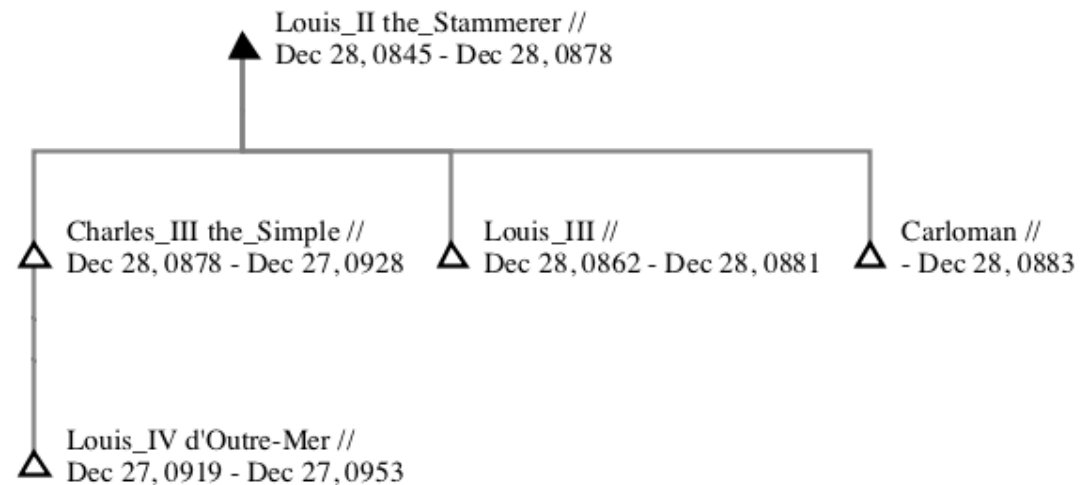 Louis_II the_Stammerer //
Dec 28, 0845 - Dec 28, 0878
Charles_III the_Simple //
Dec 28, 0878 - Dec 27, 0928
Louis_III //
Dec 28, 0862 - Dec 28, 0881
Carloman //
- Dec 28, 0883
Louis_IV d'Outre-Mer //
Dec 27, 0919 - Dec 27, 0953